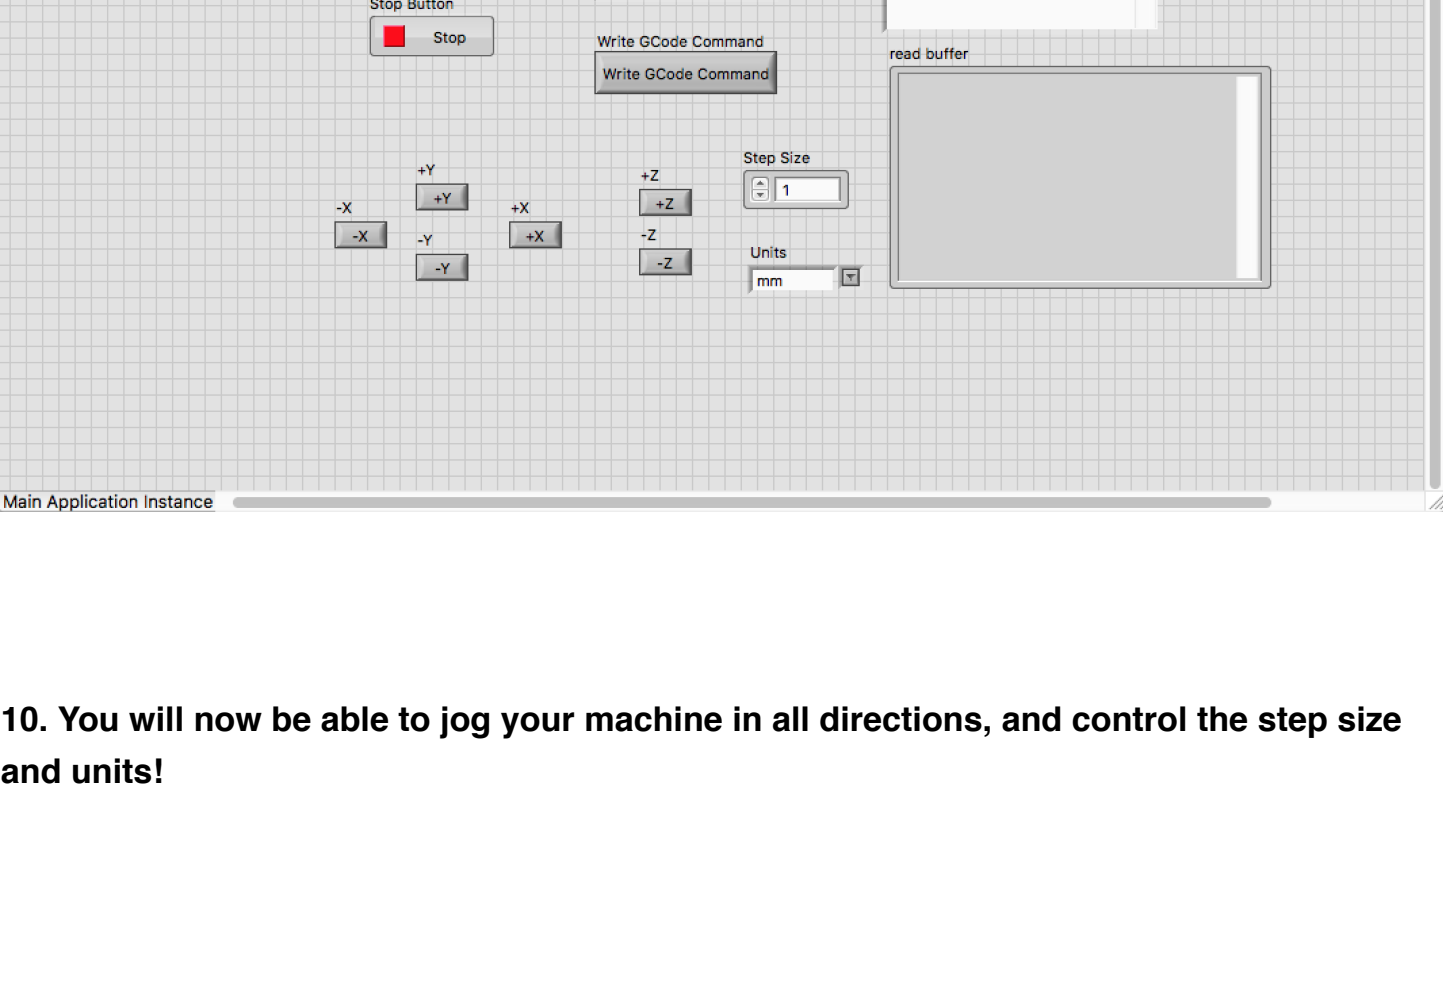 Stop Button
Stop
Write GCode Command
Write GCode Command
read buffer
+Y
+Y
-X
-X
-Y
-Y
+X
+X
+Z
+Z
-Z
-Z
Step Size
1
Units
mm
Main Application Instance
10. You will now be able to jog your machine in all directions, and control the step size
and units!